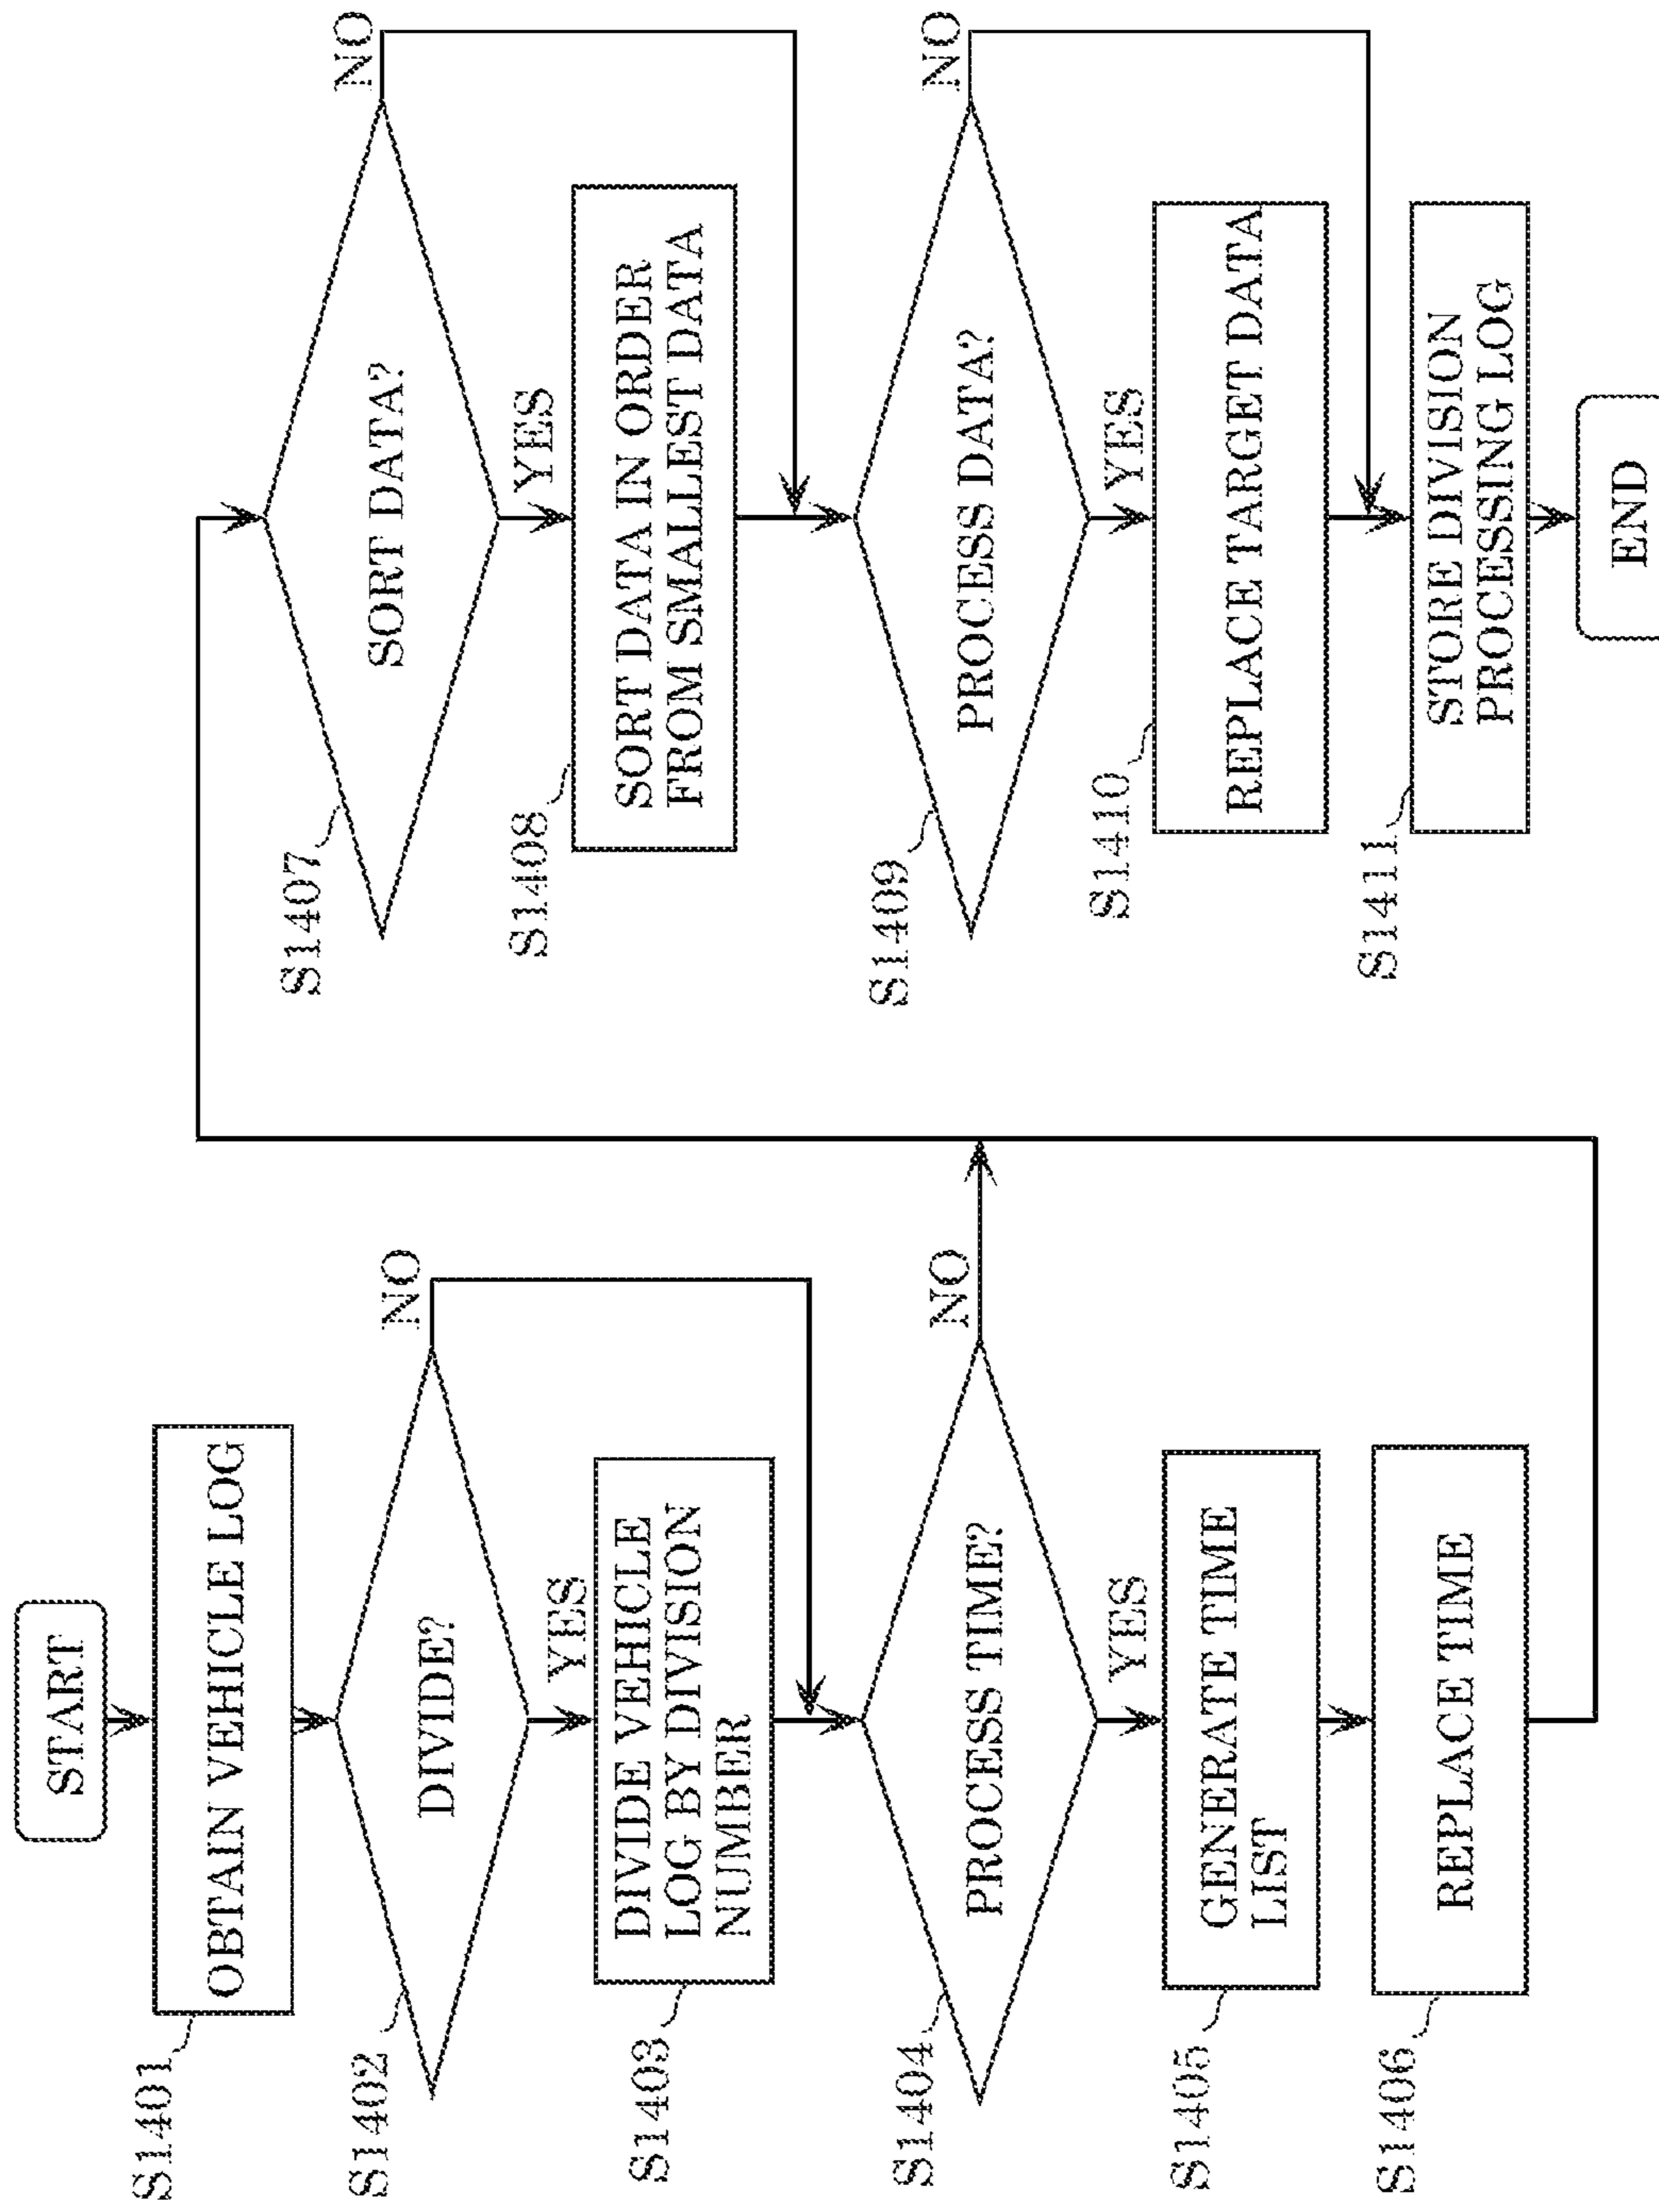 START
S1401
OBTAIN VEHICLE LOG
S1402
DIVIDE?
NO
YES
S1403
DIVIDE VEHICLE
LOG BY DIVISION
NUMBER
S1404
PROCESS TIME?
NO
YES
S1405
GENERATE TIME
LIST
S1406
REPLACE TIME
S1407
SORT DATA?
NO
YES
S1408
SORT DATA IN ORDER
FROM SMALLEST DATA
S1409
PROCESS DATA?
NO
YES
S1410
REPLACE TARGET DATA
S1411
STORE DIVISION
PROCESSING LOG
END